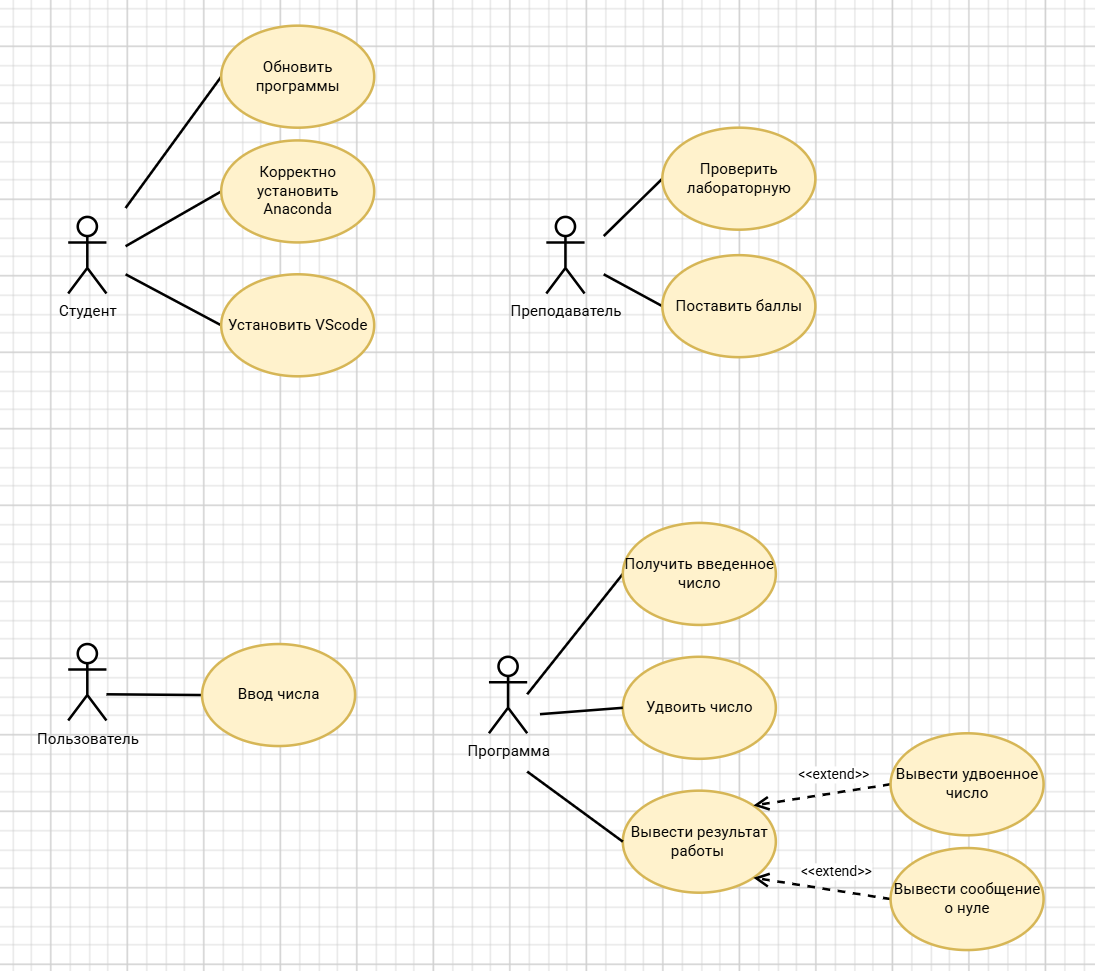 Обновить
программы
Корректно
установить
Anaconda
Студент
Установить VScode
Проверить
лабораторную
Преподаватель
Поставить баллы
Пользователь
Ввод числа
Получить введенное
число
Удвоить число
Программа
Вывести результат
работы
<<extend>>
Вывести удвоенное
число
<<extend>>
Вывести сообщение
о нуле